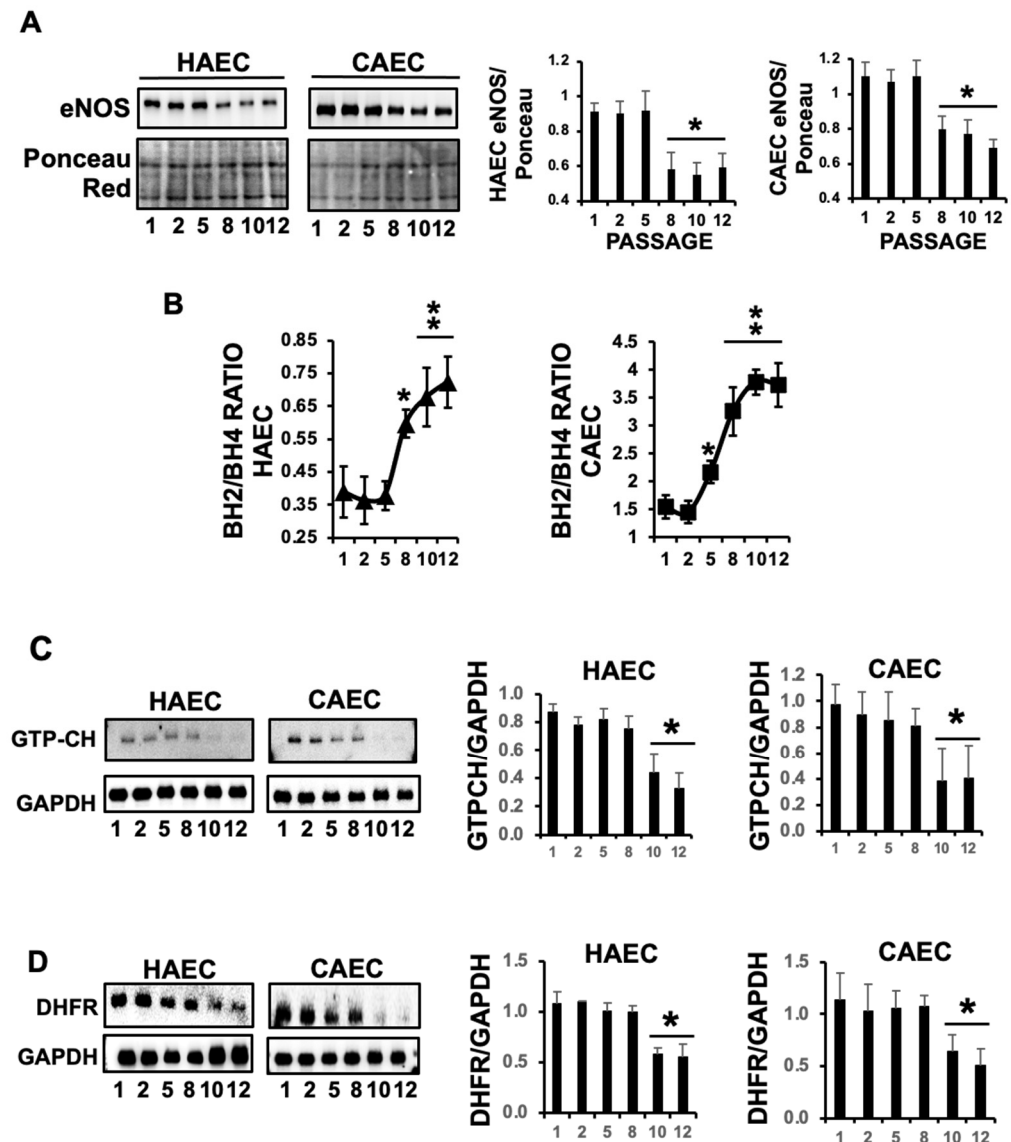 A
HAEC CAEC
eNOS
Ponceau
Red
1 2 5 8 10 12 1 2 5 8 10 12
HAEC eNOS/
Ponceau
1.2
1
0.8
0.6
0.4
*
1 2 5 8 10 12
PASSAGE
CAEC eNOS/
Ponceau
1.2
1
0.8
0.6
0.4
*
1 2 5 8 10 12
PASSAGE
B
BH2/BH4 RATIO
HAEC
0.85
0.75
0.65
0.55
0.45
0.35
0.25
*
**
1 2 5 8 10 12
BH2/BH4 RATIO
CAEC
4.5
4
3.5
3
2.5
2
1.5
1
*
**
1 2 5 8 10 12
C
HAEC CAEC
GTP-CH
GAPDH
1 2 5 8 10 12 1 2 5 8 10 12
HAEC
GTPCH/GAPDH
1.0
0.8
0.6
0.4
0.2
0.0
*
1 2 5 8 10 12
CAEC
GTPCH/GAPDH
1.2
1.0
0.8
0.6
0.4
0.2
0.0
*
1 2 5 8 10 12
D
HAEC CAEC
DHFR
GAPDH
1 2 5 8 10 12 1 2 5 8 10 12
HAEC
DHFR/GAPDH
1.5
1.0
0.5
0.0
*
1 2 5 8 10 12
CAEC
DHFR/GAPDH
1.5
1.0
0.5
0.0
*
1 2 5 8 10 12